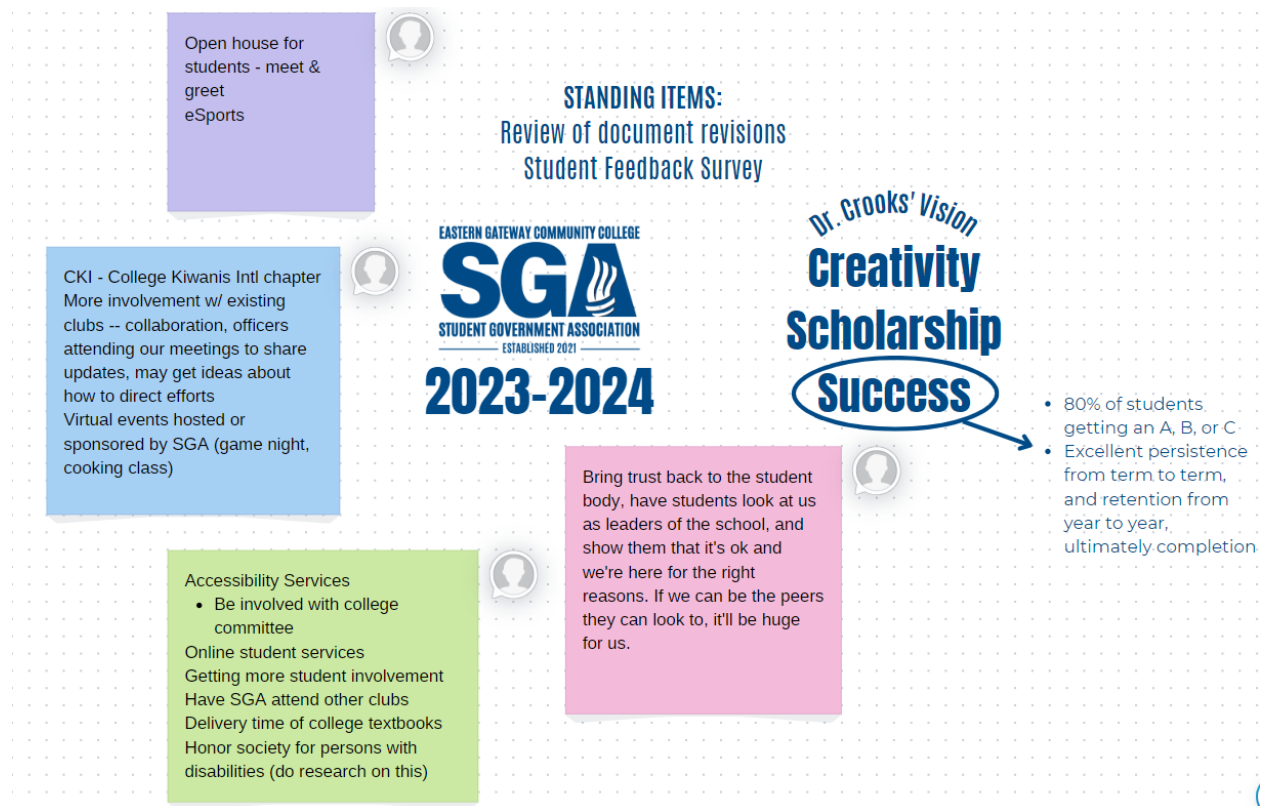 Open house for
students - meet &
greet
eSports
STANDING ITEMS:
Review of document revisions
Student Feedback Survey
CKI - College Kiwanis Intl chapter
More involvement w/ existing
clubs -- collaboration, officers
attending our meetings to share
updates, may get ideas about
how to direct efforts
Virtual events hosted or
sponsored by SGA (game night,
cooking class)
EASTERN GATEWAY COMMUNITY COLLEGE
SGA
STUDENT GOVERNMENT ASSOCIATION
ESTABLISHED 2021
2023-2024
Dr. Crooks' Vision
Creativity
Scholarship
Success
• 80% of students
getting an A, B, or C
• Excellent persistence
from term to term,
and retention from
year to year,
ultimately completion
Bring trust back to the student
body, have students look at us
as leaders of the school, and
show them that it's ok and
we're here for the right
reasons. If we can be the peers
they can look to, it'll be huge
for us.
Accessibility Services
• Be involved with college
committee
Online student services
Getting more student involvement
Have SGA attend other clubs
Delivery time of college textbooks
Honor society for persons with
disabilities (do research on this)